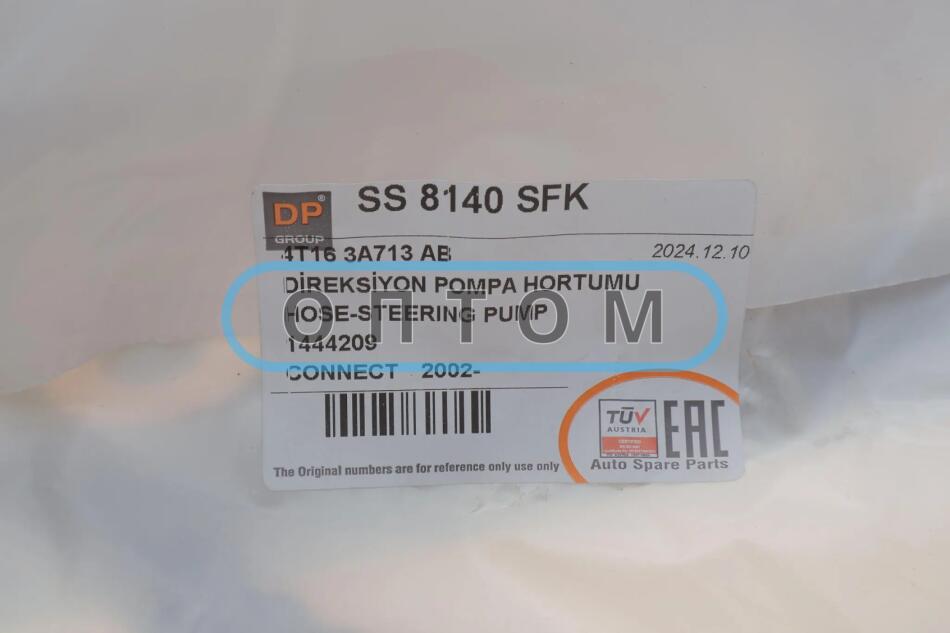 DP®
GROUP
SS 8140 SFK
4T16 3A713 AB
2024.12.10
DİREKSİYON POMPA HORTUMU
HOSE-STEERING PUMP
ОПТОМ
1444209
CONNECT 2002-
TÜV
AUSTRIA
EAC
Auto Spare Parts
The Original numbers are for reference only use only